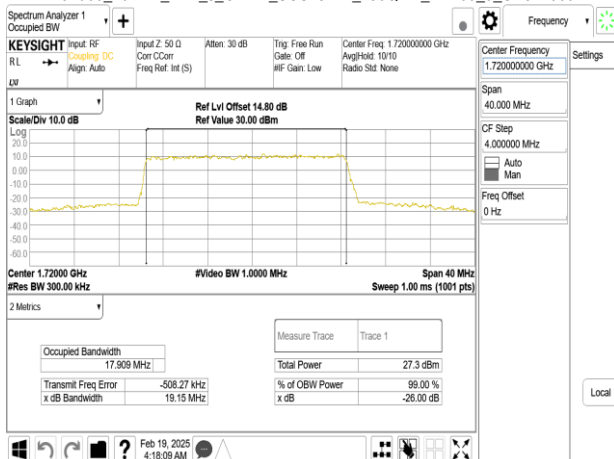 Spectrum Analyzer 1
Occupied BW
Frequency
KEYSIGHT
RL
LXI
Input: RF
Coupling: DC
Align: Auto
Input Z: 50 Ω
Corr CCorr
Freq Ref: Int (S)
Atten: 30 dB
Trig: Free Run
Gate: Off
#IF Gain: Low
Center Freq: 1.720000000 GHz
Avg|Hold: 10/10
Radio Std: None
Center Frequency
1.720000000 GHz
Settings
Span
40.000 MHz
CF Step
4.000000 MHz
Auto
Man
Freq Offset
0 Hz
1 Graph
Scale/Div 10.0 dB
Ref Lvl Offset 14.80 dB
Ref Value 30.00 dBm
Log
20.0
10.0
0.00
-10.0
-20.0
-30.0
-40.0
-50.0
-60.0
Center 1.72000 GHz
#Video BW 1.0000 MHz
Span 40 MHz
#Res BW 300.00 kHz
Sweep 1.00 ms (1001 pts)
2 Metrics
Measure Trace
Trace 1
Occupied Bandwidth
17.909 MHz
Total Power
27.3 dBm
Transmit Freq Error
-508.27 kHz
% of OBW Power
99.00 %
x dB Bandwidth
19.15 MHz
x dB
-26.00 dB
Local
?
Feb 19, 2025
4:18:09 AM